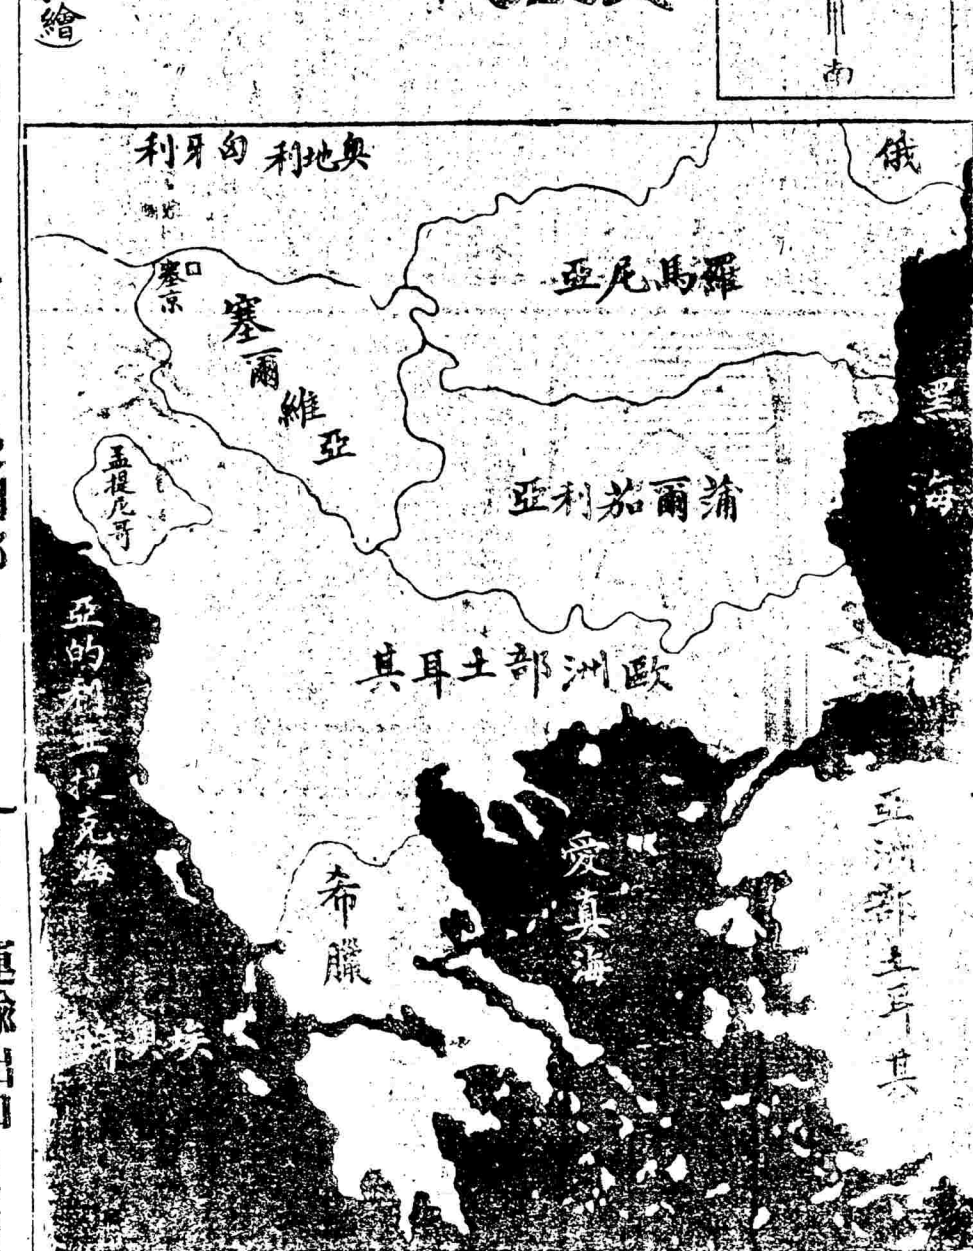 繪)
南
奥地利 匈牙利
俄
塞京
羅馬尼亞
塞爾維亞
黑海
孟提尼哥
蒲爾茄利亞
歐洲部土耳其
亞的利亞提克海
愛真海
亞洲部土耳其
希臘